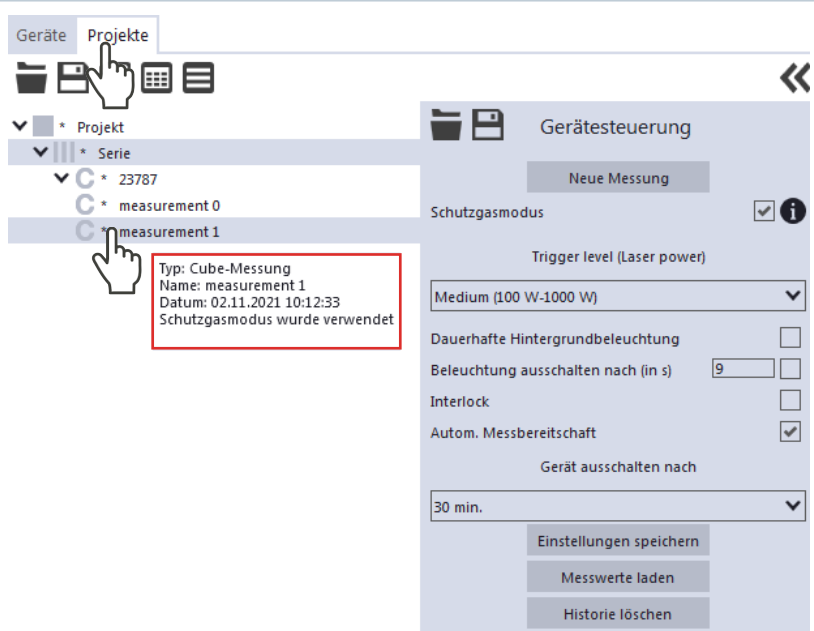 Geräte Projekte
* Projekt
* Serie
C * 23787
C * measurement 0
C * measurement 1
Typ: Cube-Messung
Name: measurement 1
Datum: 02.11.2021 10:12:33
Schutzgasmodus wurde verwendet
Gerätesteuerung
Neue Messung
Schutzgasmodus
Trigger level (Laser power)
Medium (100 W-1000 W)
Dauerhafte Hintergrundbeleuchtung
Beleuchtung ausschalten nach (in s) 9
Interlock
Autom. Messbereitschaft
Gerät ausschalten nach
30 min.
Einstellungen speichern
Messwerte laden
Historie löschen